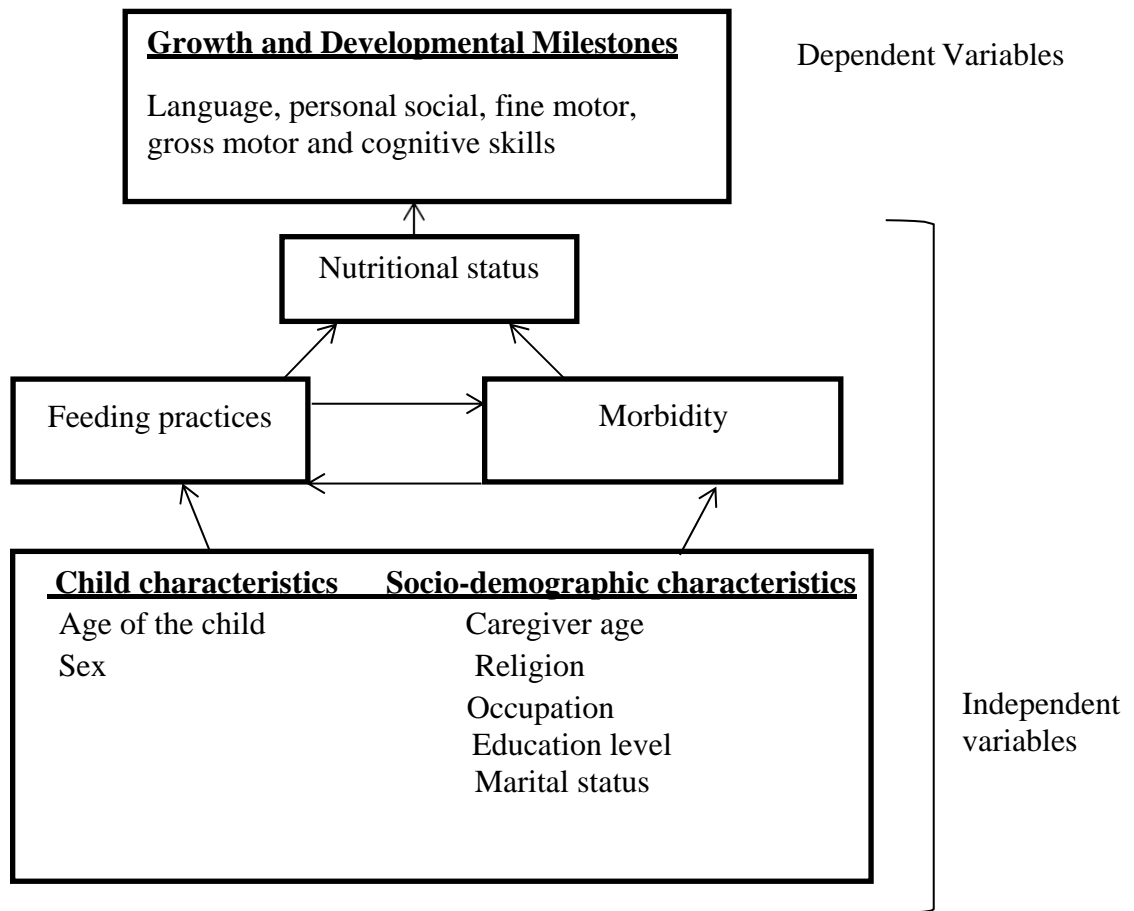 Growth and Developmental Milestones
Dependent Variables
Language, personal social, fine motor,
gross motor and cognitive skills
Nutritional status
Feeding practices
Morbidity
Child characteristics Socio-demographic characteristics
Age of the child Caregiver age
Sex Religion
Occupation
Education level
Marital status
Independent
variables